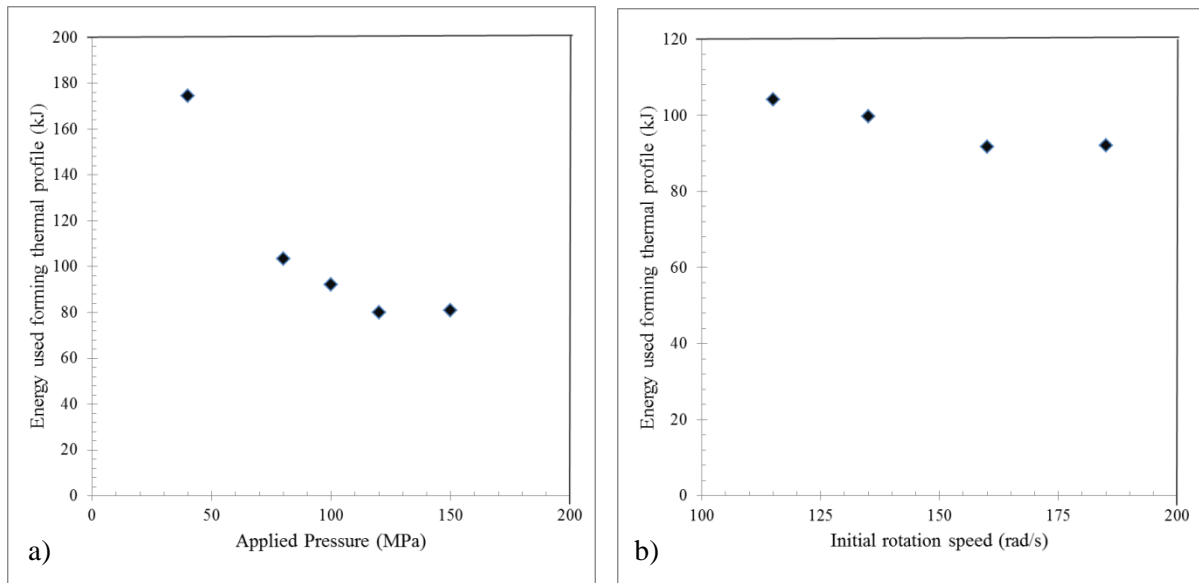 200
180
160
140
120
100
80
60
40
20
0
Energy used forming thermal profile (kJ)
0 50 100 150 200
Applied Pressure (MPa)
a)
120
100
80
60
40
20
0
Energy used forming thermal profile (kJ)
100 125 150 175 200
Initial rotation speed (rad/s)
b)